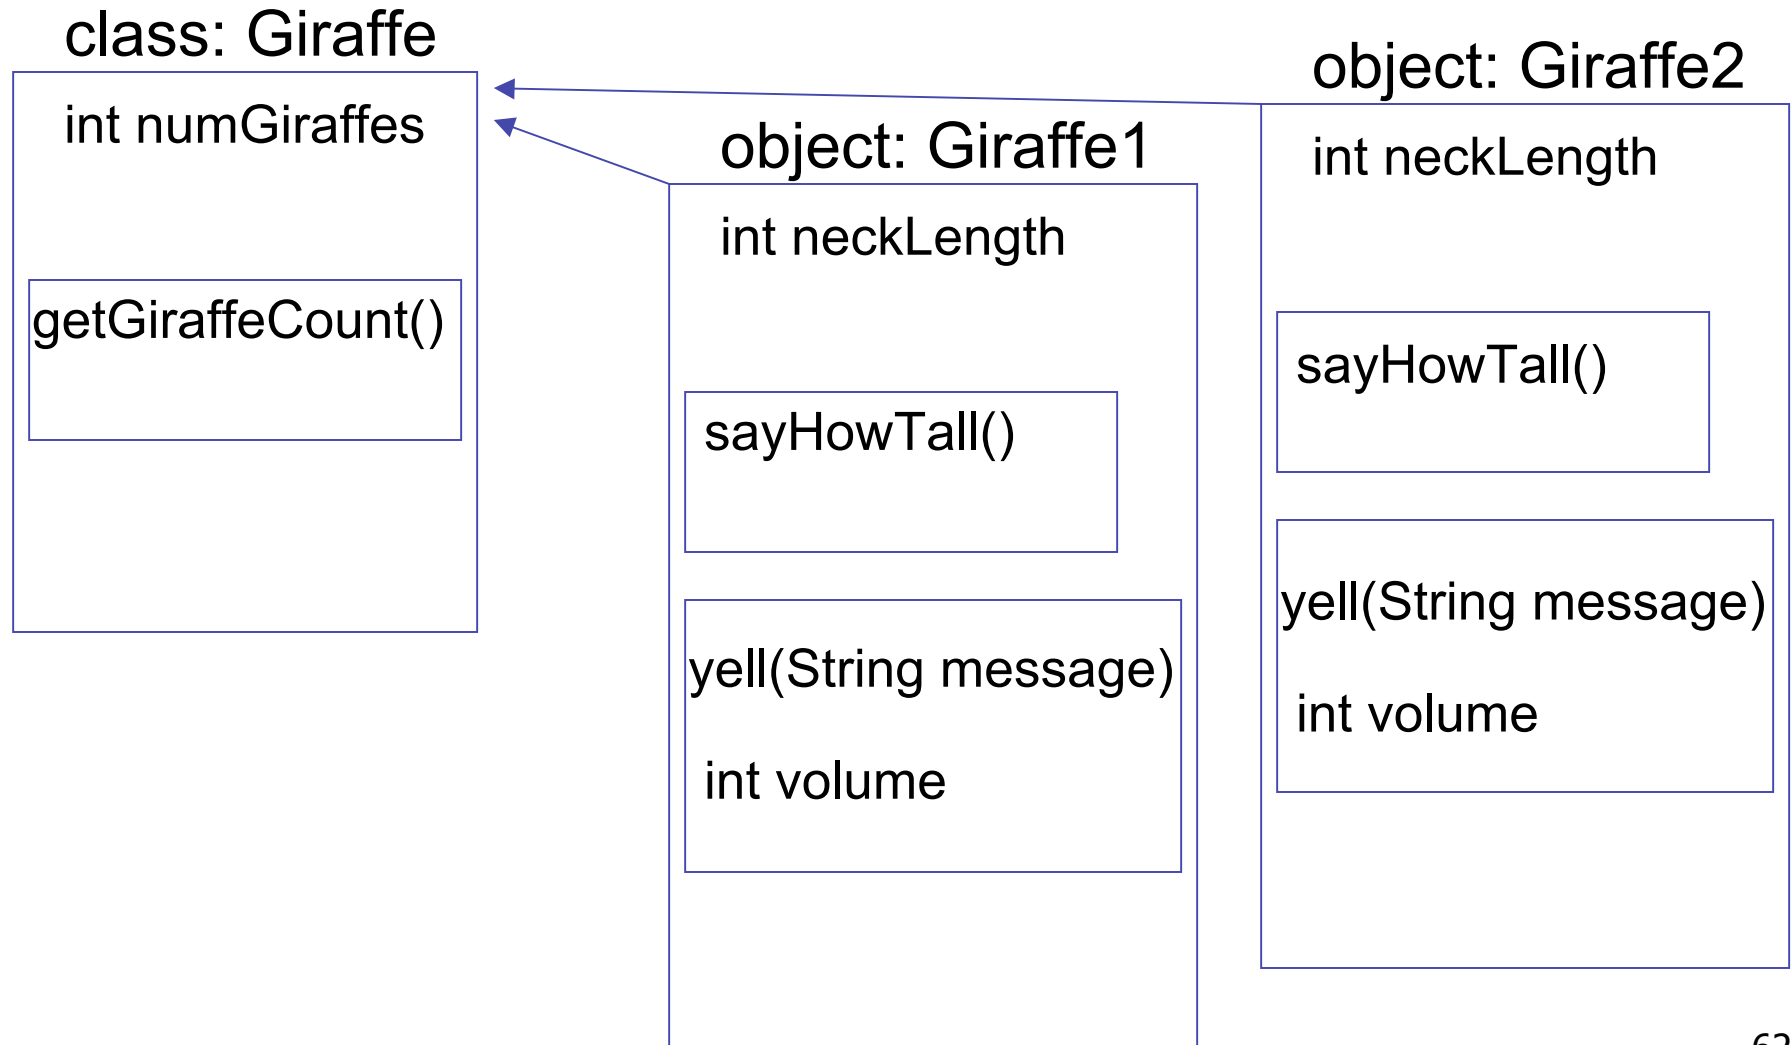 class: Giraffe
int numGiraffes
getGiraffeCount()
object: Giraffe1
int neckLength
sayHowTall()
yell(String message)
int volume
object: Giraffe2
int neckLength
sayHowTall()
yell(String message)
int volume
62